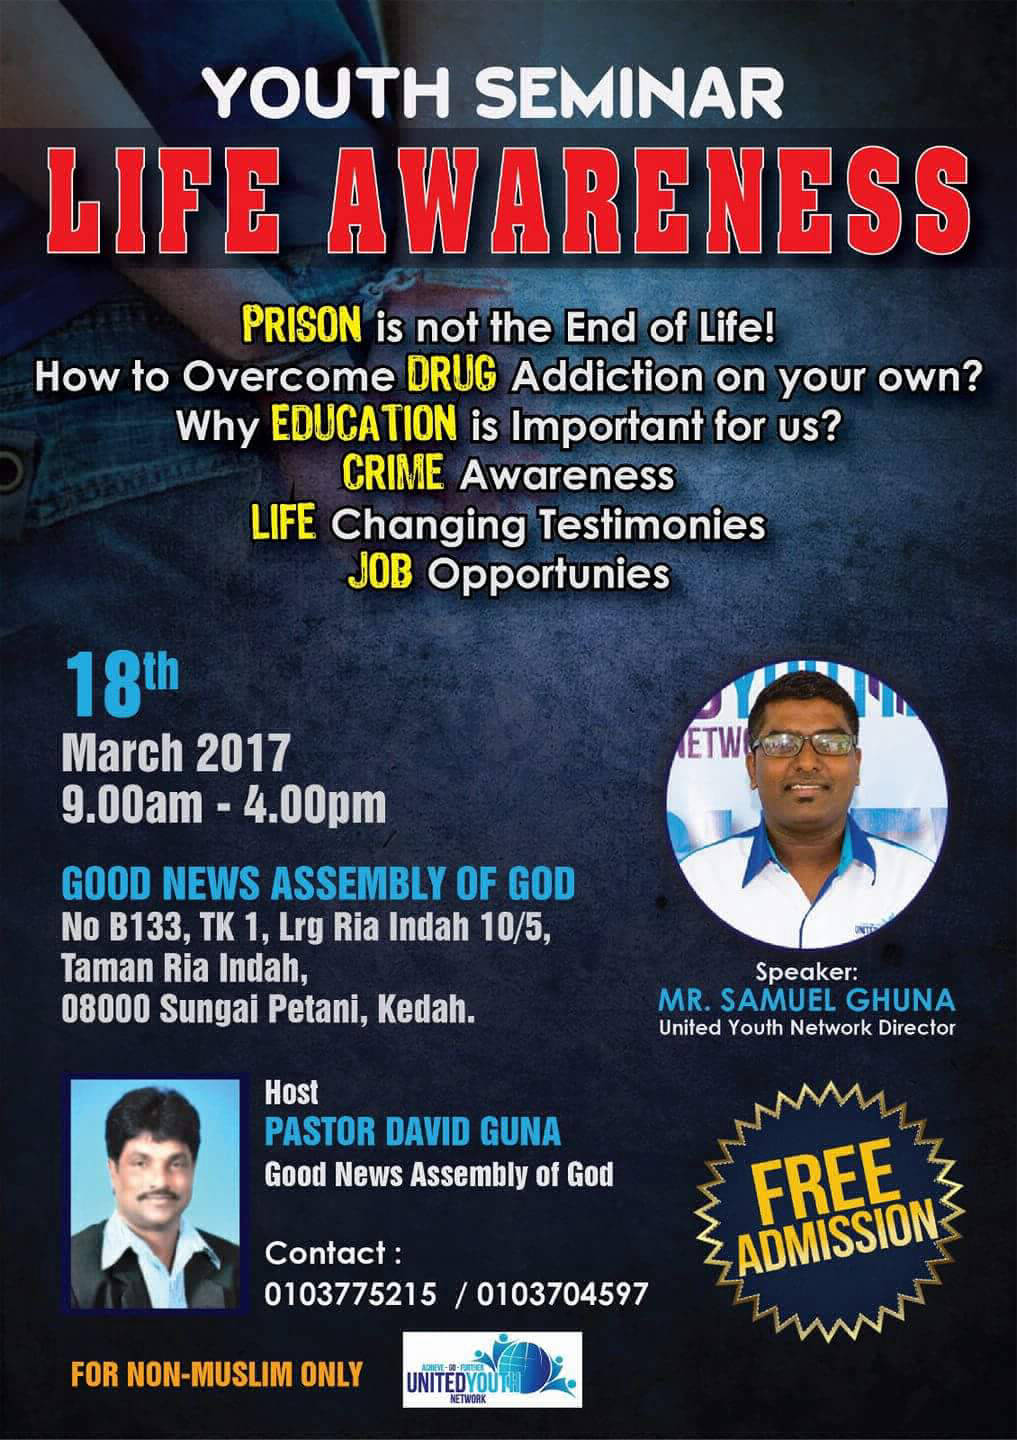 YOUTH SEMINAR
LIFE AWARENESS
PRISON is not the End of Life!
How to Overcome DRUG Addiction on your own?
Why EDUCATION is Important for us?
CRIME Awareness
LIFE Changing Testimonies
JOB Opportunies
18th
March 2017
9.00am - 4.00pm
GOOD NEWS ASSEMBLY OF GOD
No B133, TK 1, Lrg Ria Indah 10/5,
Taman Ria Indah,
08000 Sungai Petani, Kedah.
Speaker:
MR. SAMUEL GHUNA
United Youth Network Director
Host
PASTOR DAVID GUNA
Good News Assembly of God
Contact :
0103775215 / 0103704597
FREE
ADMISSION
FOR NON-MUSLIM ONLY
ACHIEVE - GO - FURTHER
UNITEDYOUTH
NETWORK